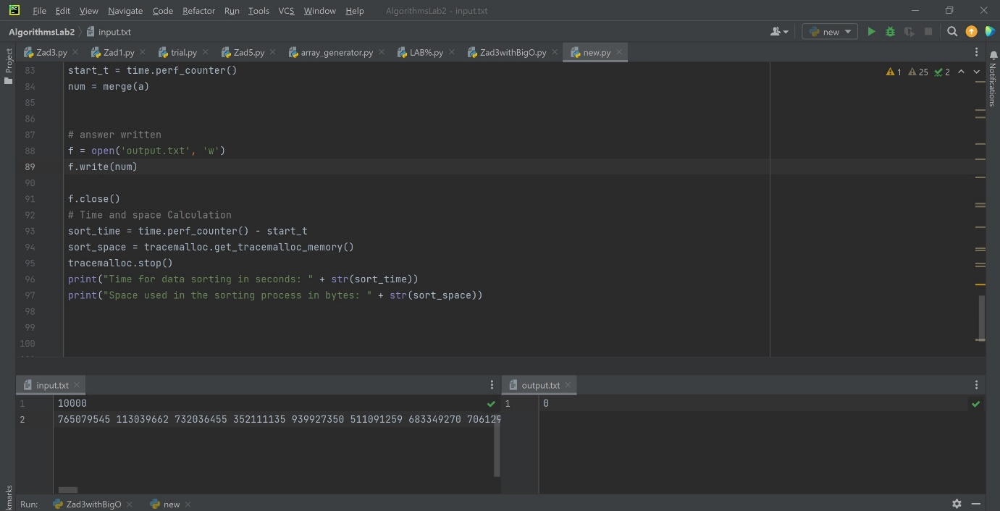 PC File Edit View Navigate Code Refactor Run Tools VCS Window Help AlgorithmsLab2 - input.txt
AlgorithmsLab2 input.txt new
Project
Zad3.py Zad1.py trial.py Zad5.py array_generator.py LAB%.py Zad3withBigO.py new.py
Notifications
1 25 2
83 start_t = time.perf_counter()
84 num = merge(a)
85
86
87 # answer written
88 f = open('output.txt', 'w')
89 f.write(num)
90
91 f.close()
92 # Time and space Calculation
93 sort_time = time.perf_counter() - start_t
94 sort_space = tracemalloc.get_tracemalloc_memory()
95 tracemalloc.stop()
96 print("Time for data sorting in seconds: " + str(sort_time))
97 print("Space used in the sorting process in bytes: " + str(sort_space))
98
99
100
input.txt
1 10000
2 765079545 113039662 732036455 352111135 939927350 511091259 683349270 706129
output.txt
1 0
kmarks
Run: Zad3withBigO new